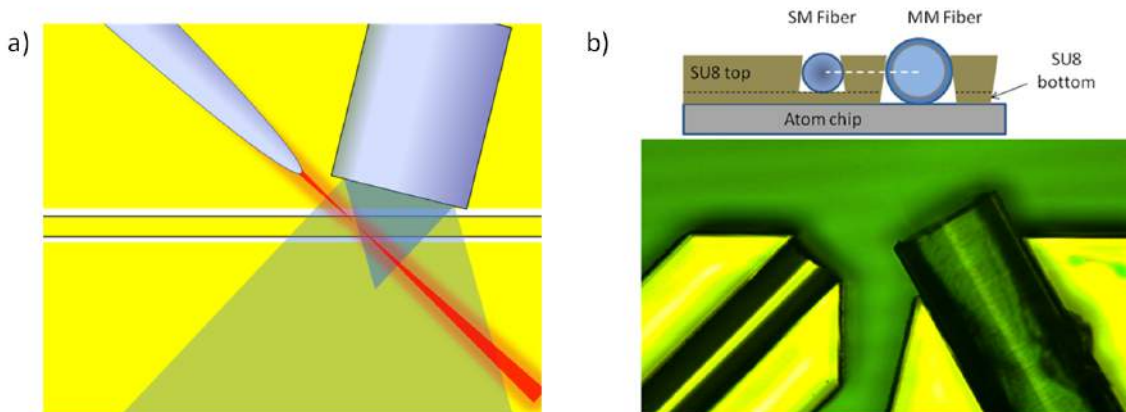 a)
b)
SM Fiber
MM Fiber
SU8 top
SU8
bottom
Atom chip